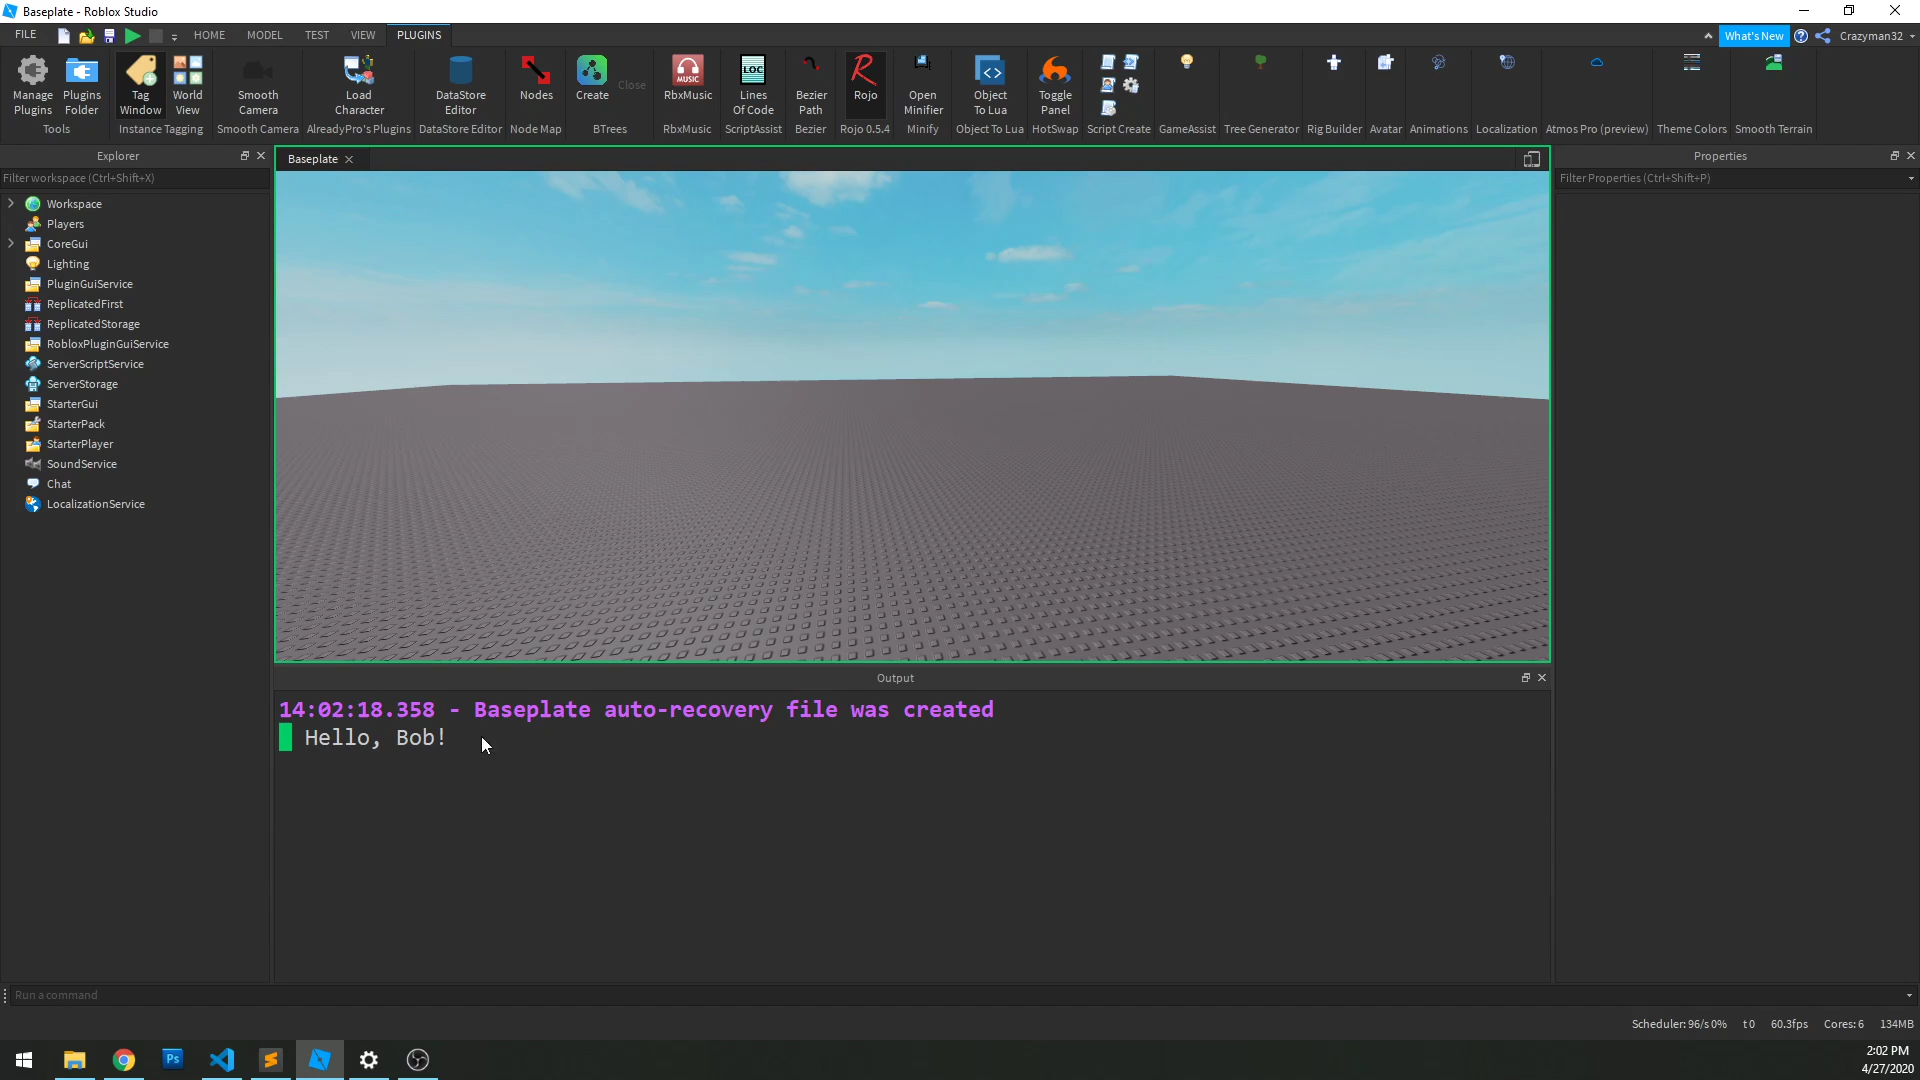 Baseplate - Roblox Studio
FILE
HOME
MODEL
TEST
VIEW
PLUGINS
What's New
Crazyman32
Manage Plugins
Plugins Folder
Tools
Tag Window
World View
Instance Tagging
Smooth Camera
Smooth Camera
Load Character
AlreadyPro's Plugins
DataStore Editor
DataStore Editor
Nodes
Node Map
Create
Close
BTrees
MUSIC
RbxMusic
RbxMusic
LOC
Lines Of Code
ScriptAssist
Bezier Path
Bezier
Rojo
Rojo 0.5.4
Open Minifier
Minify
Object To Lua
Object To Lua
Toggle Panel
HotSwap
Script Create
GameAssist
Tree Generator
Rig Builder
Avatar
Animations
Localization
Atmos Pro (preview)
Theme Colors
Smooth Terrain
Explorer
Filter workspace (Ctrl+Shift+X)
Workspace
Players
CoreGui
Lighting
PluginGuiService
ReplicatedFirst
ReplicatedStorage
RobloxPluginGuiService
ServerScriptService
ServerStorage
StarterGui
StarterPack
StarterPlayer
SoundService
Chat
LocalizationService
Baseplate
Properties
Filter Properties (Ctrl+Shift+P)
Output
14:02:18.358 - Baseplate auto-recovery file was created
Hello, Bob!
Run a command
Scheduler: 96/s 0%
t 0
60.3fps
Cores: 6
134MB
Ps
2:02 PM
4/27/2020